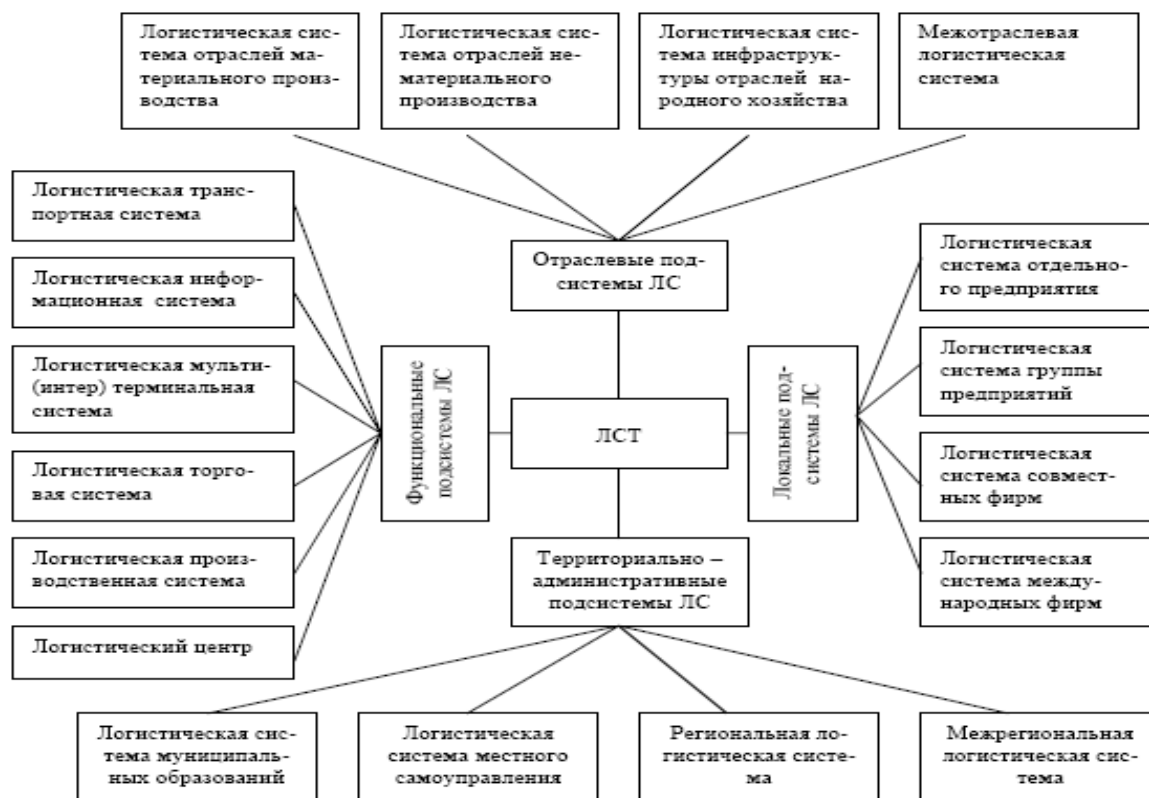 Логистическая сис-
тема отраслей ма-
териального произ-
водства
Логистическая сис-
тема отраслей не-
материального
производства
Логистическая сис-
тема инфраструк-
туры отраслей на-
родного хозяйства
Межотраслевая
логистическая
система
Логистическая транс-
портная система
Логистическая инфор-
мационная система
Логистическая мульти-
(интер) терминальная
система
Логистическая торго-
вая система
Логистическая произ-
водственная система
Логистический центр
Отраслевые под-
системы ЛС
Функциональные
подсистемы ЛС
ЛСТ
Локальные под-
системы ЛС
Территориально –
административные
подсистемы ЛС
Логистическая
система отдельно-
го предприятия
Логистическая
система группы
предприятий
Логистическая
система совмест-
ных фирм
Логистическая
система между-
народных фирм
Логистическая сис-
тема муниципаль-
ных образований
Логистическая
система местного
самоуправления
Региональная ло-
гистическая систе-
ма
Межрегиональная
логистическая сис-
тема